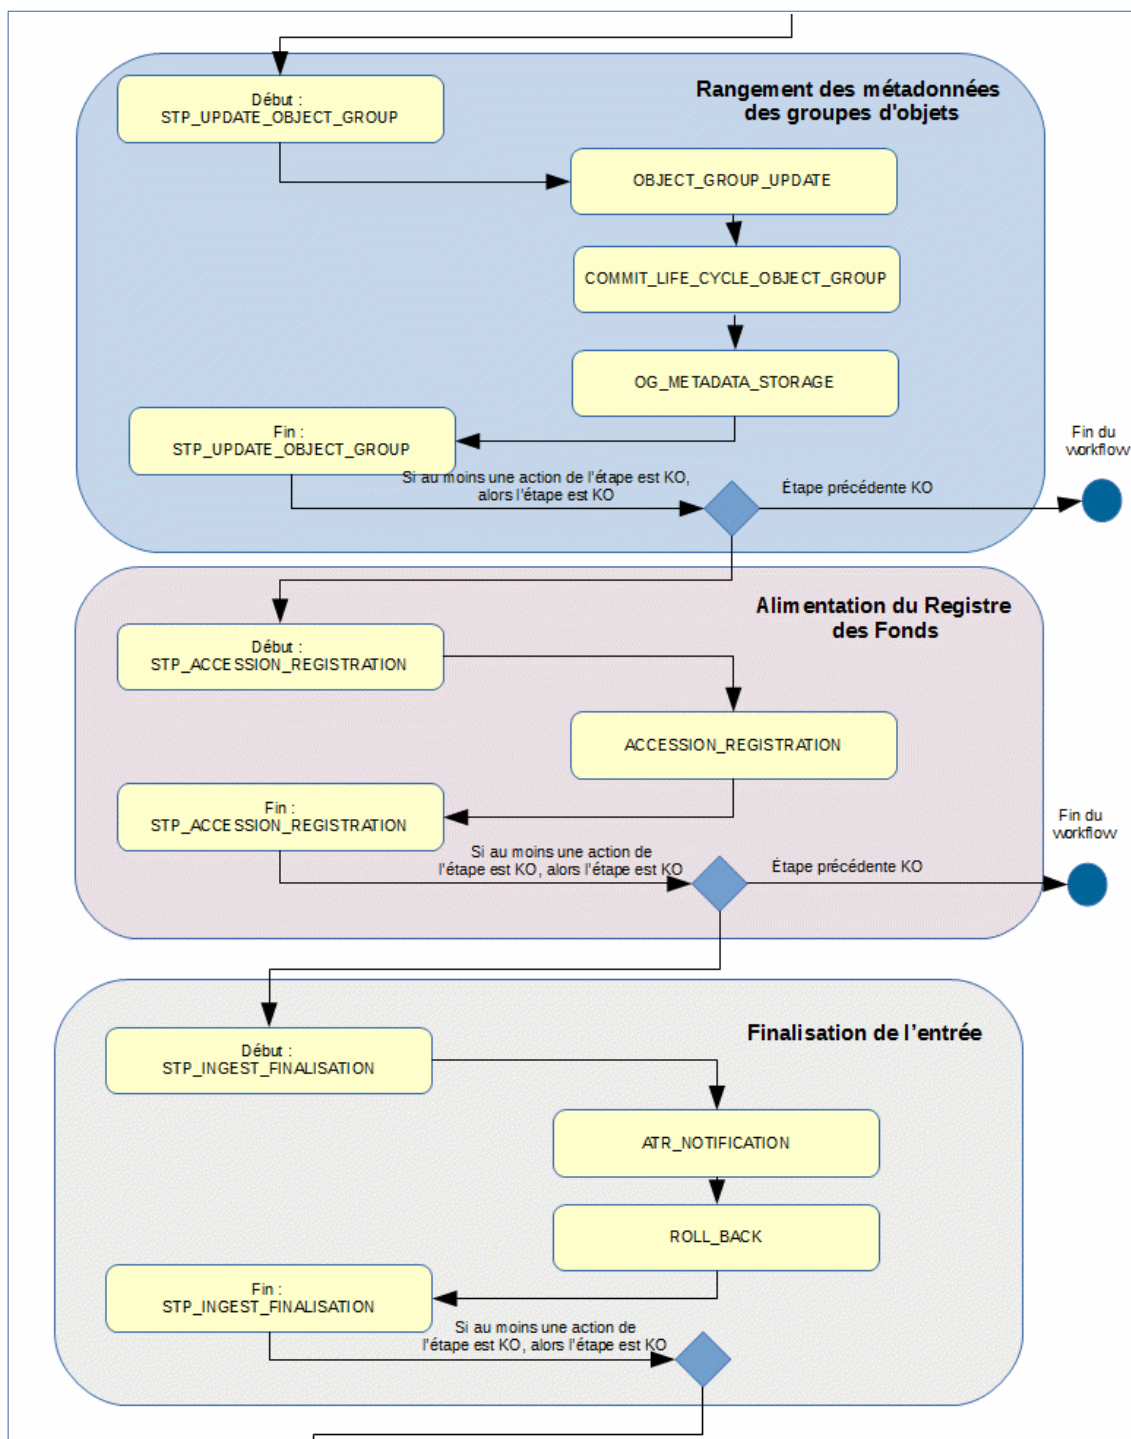 Rangement des métadonnées
des groupes d'objets
Début :
STP_UPDATE_OBJECT_GROUP
OBJECT_GROUP_UPDATE
COMMIT_LIFE_CYCLE_OBJECT_GROUP
OG_METADATA_STORAGE
Fin :
STP_UPDATE_OBJECT_GROUP
Si au moins une action de l'étape est KO,
alors l'étape est KO
Étape précédente KO
Fin du
workflow
Alimentation du Registre
des Fonds
Début :
STP_ACCESSION_REGISTRATION
ACCESSION_REGISTRATION
Fin :
STP_ACCESSION_REGISTRATION
Si au moins une action de
l'étape est KO, alors l'étape est KO
Étape précédente KO
Fin du
workflow
Finalisation de l’entrée
Début :
STP_INGEST_FINALISATION
ATR_NOTIFICATION
ROLL_BACK
Fin :
STP_INGEST_FINALISATION
Si au moins une action de
l'étape est KO, alors l'étape est KO